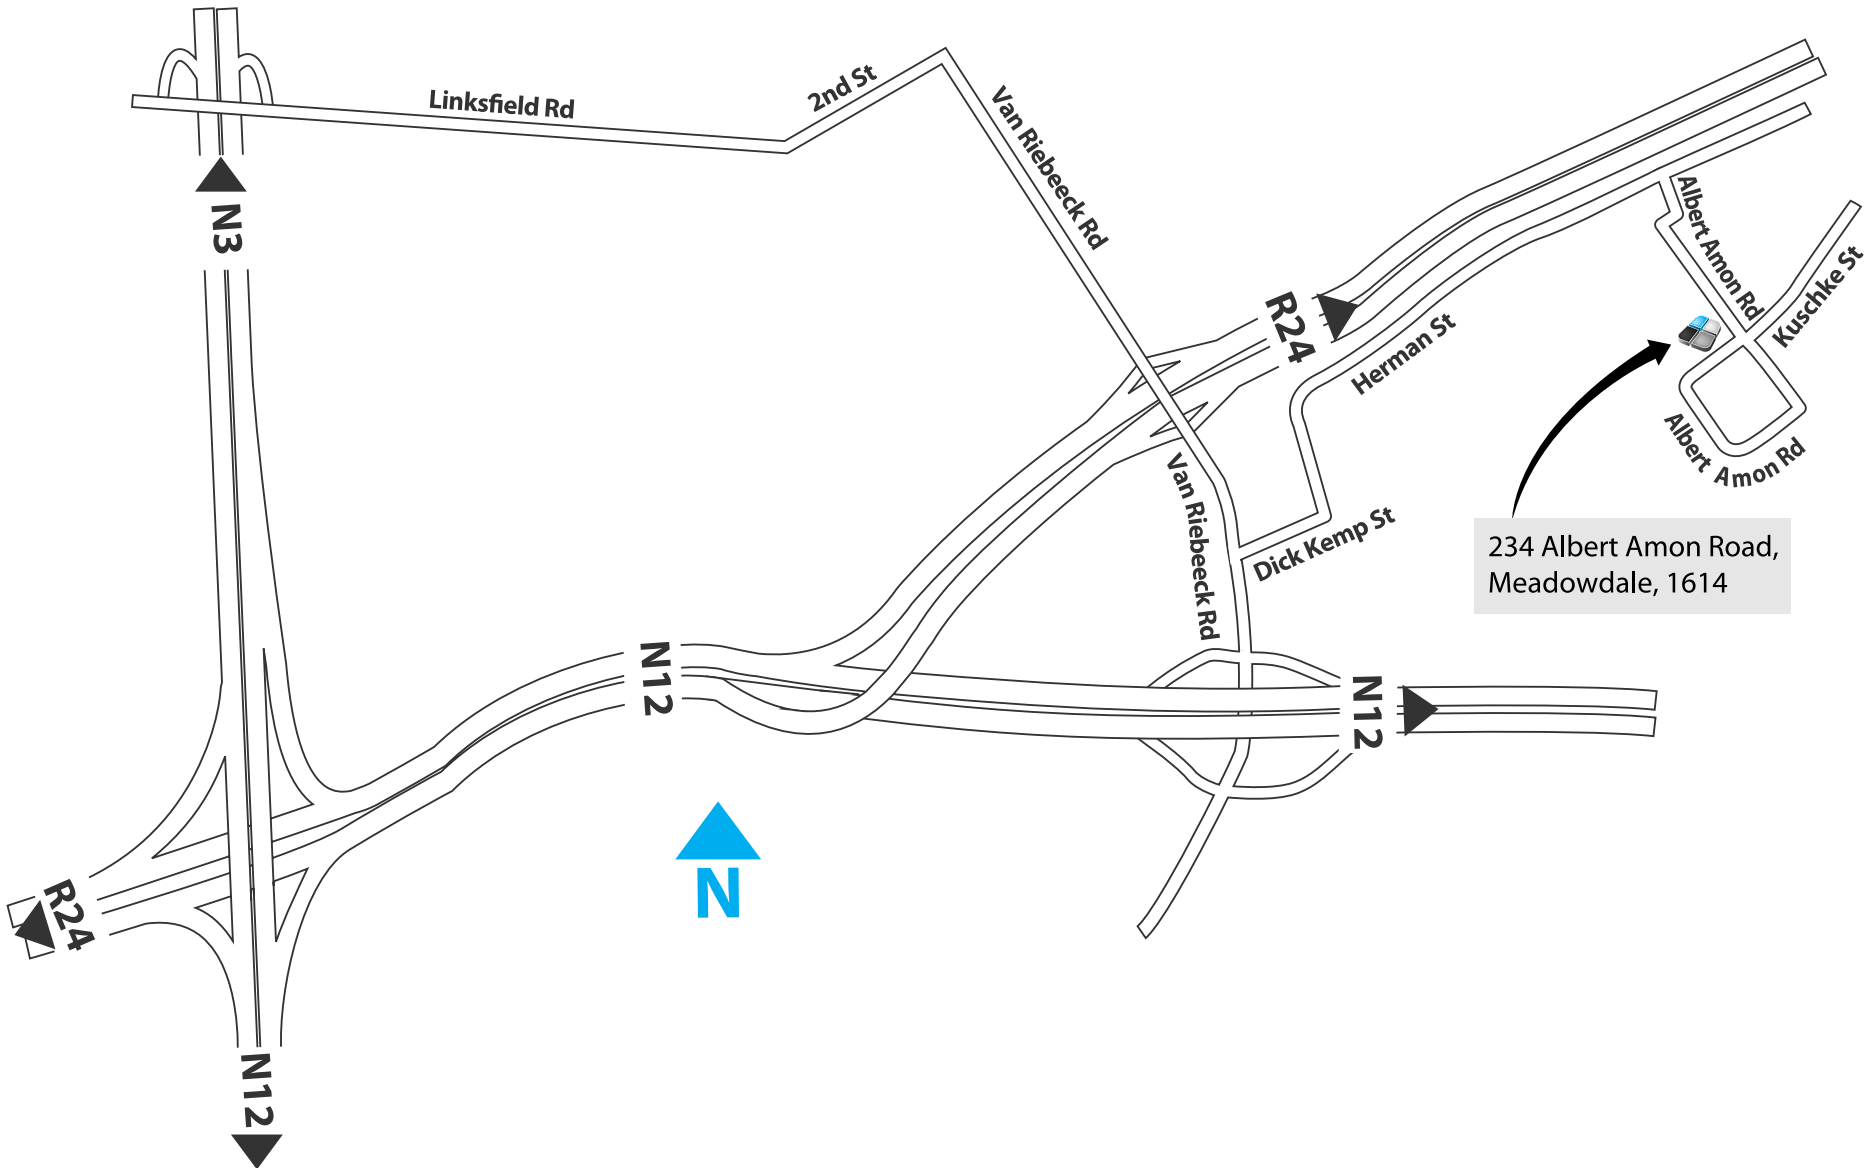 Linksfield Rd
2nd St
Van Riebeeck Rd
N3
Albert Amon Rd
Kuschke St
R24
Herman St
Albert Amon Rd
Van Riebeeck Rd
Dick Kemp St
234 Albert Amon Road,
Meadowdale, 1614
N12
N12
N
R24
N12